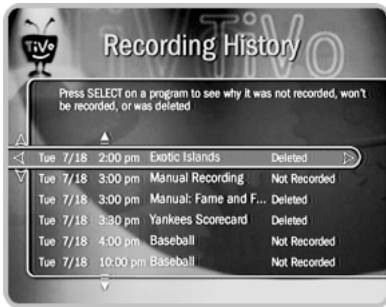 TiVo
Recording History
Press SELECT on a program to see why it was not recorded, won't
be recorded, or was deleted
Tue 7/18 2:00 pm Exotic Islands Deleted
Tue 7/18 3:00 pm Manual Recording Not Recorded
Tue 7/18 3:00 pm Manual: Fame and F... Deleted
Tue 7/18 3:30 pm Yankees Scorecard Deleted
Tue 7/18 4:00 pm Baseball Not Recorded
Tue 7/18 10:00 pm Baseball Not Recorded